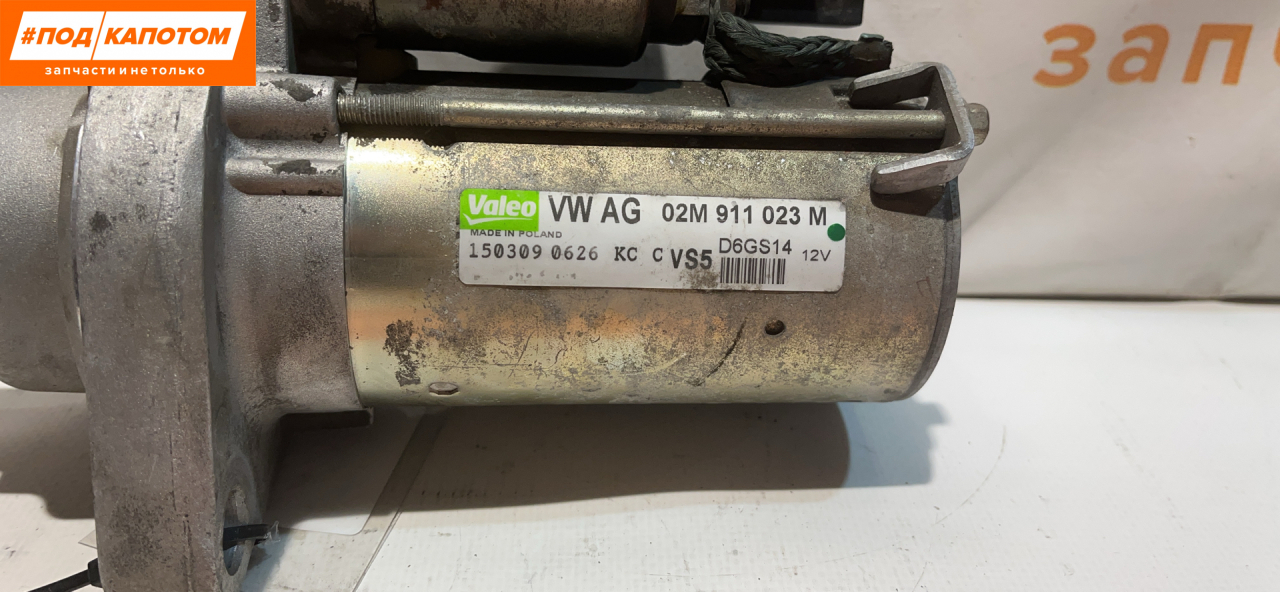 #ПОД КАПОТОМ
запчасти и не только
запч
Valeo VW AG 02M 911 023 M
MADE IN POLAND
150309 0626 KC C VS5 D6GS14 12V